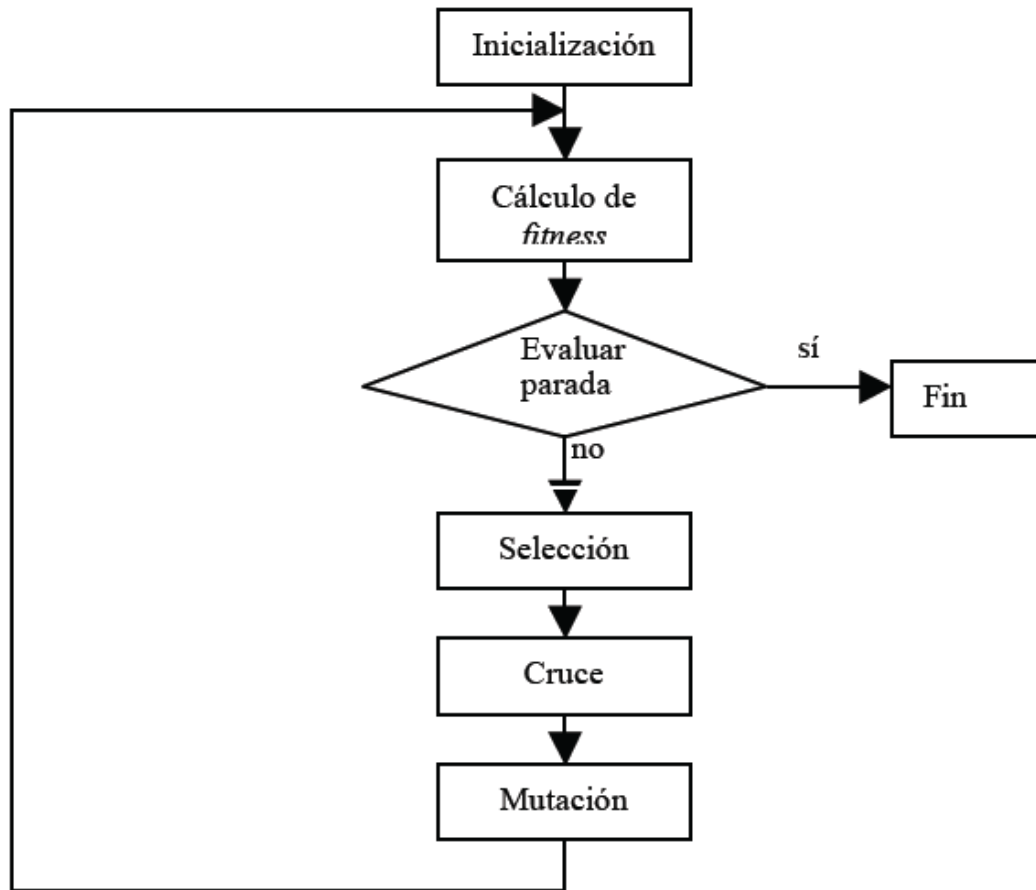 Inicialización
Cálculo de
fitness
Evaluar
parada
sí
Fin
no
Selección
Cruce
Mutación